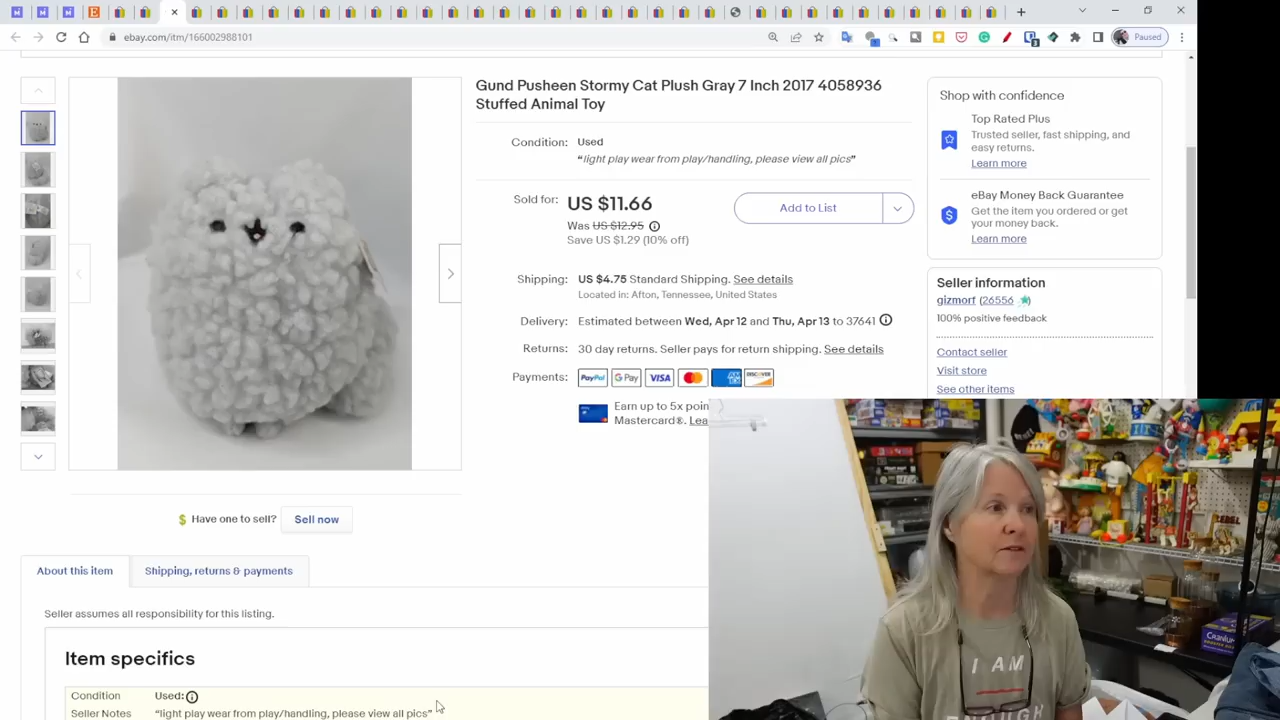 ebay.com/itm/166002988101
Paused
Gund Pusheen Stormy Cat Plush Gray 7 Inch 2017 4058936
Stuffed Animal Toy
Condition:
Used
“light play wear from play/handling, please view all pics”
Sold for:
US $11.66
Was US $12.95
Save US $1.29 (10% off)
Add to List
Shipping:
US $4.75 Standard Shipping. See details
Located in: Afton, Tennessee, United States
Delivery:
Estimated between Wed, Apr 12 and Thu, Apr 13 to 37641
Returns:
30 day returns. Seller pays for return shipping. See details
Payments:
PayPal
G Pay
VISA
DISCOVER
Earn up to 5x poin
Mastercard®. Lea
Shop with confidence
Top Rated Plus
Trusted seller, fast shipping, and
easy returns.
Learn more
eBay Money Back Guarantee
Get the item you ordered or get
your money back.
Learn more
Seller information
gizmorf (26556
100% positive feedback
Contact seller
Visit store
See other items
Have one to sell?
Sell now
About this item
Shipping, returns & payments
Seller assumes all responsibility for this listing.
Item specifics
Condition
Used:
Seller Notes
“light play wear from play/handling, please view all pics”
I AM
ENOUGH
CRANIUM